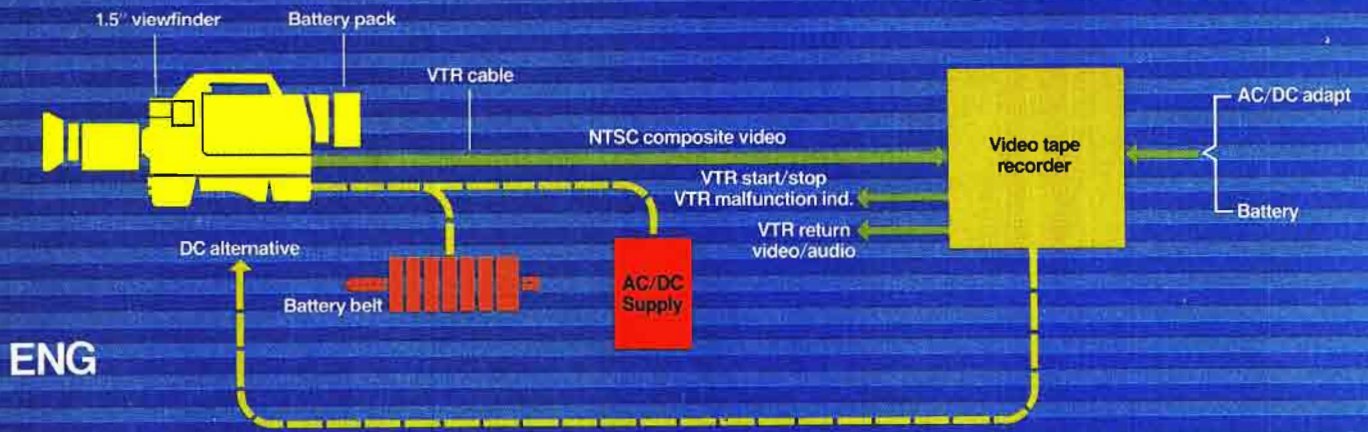 1.5" viewfinder
Battery pack
VTR cable
NTSC composite video
VTR start/stop
VTR malfunction ind.
VTR return
video/audio
Video tape
recorder
AC/DC adapt
Battery
DC alternative
Battery belt
AC/DC
Supply
ENG